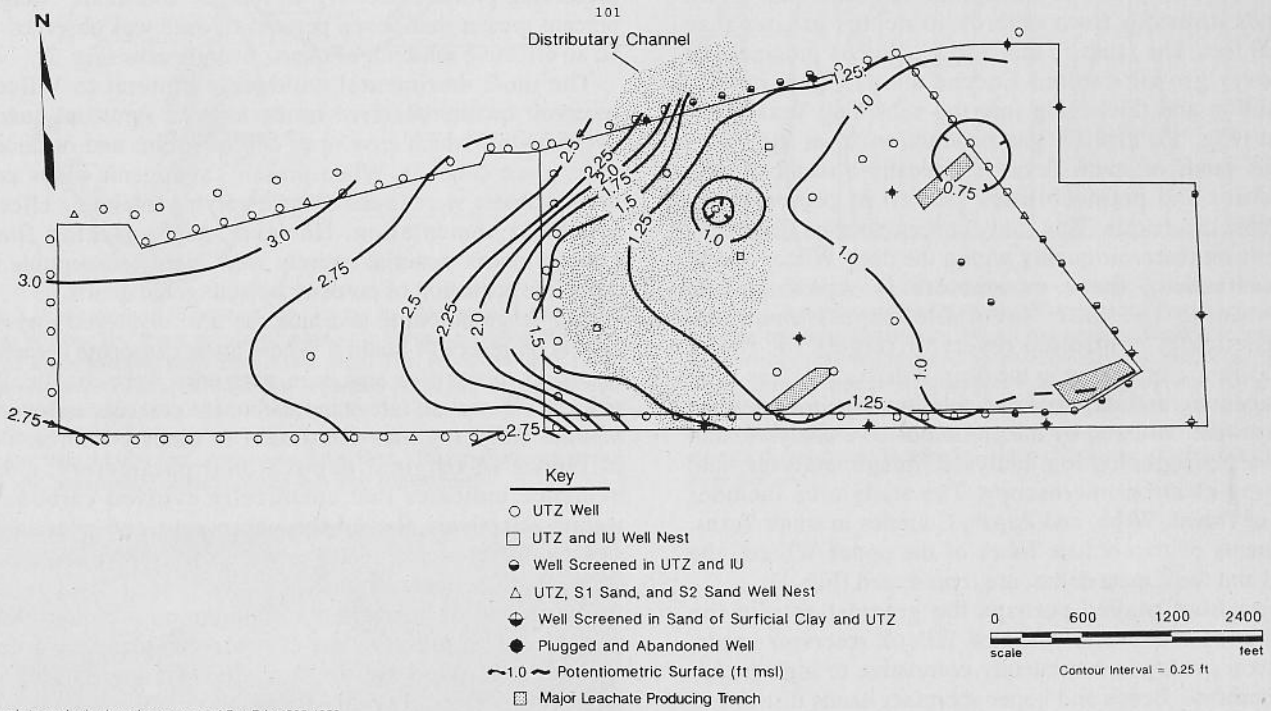 101
N
Distributary Channel
1.25
1.0
2.5
2.25
2.0
1.75
1.5
1.25
1.0
0.75
3.0
2.75
3.0
2.5
2.25
2.0
1.5
1.0
1.0
2.75
2.75
1.25
Key
UTZ Well
UTZ and IU Well Nest
Well Screened in UTZ and IU
UTZ, S1 Sand, and S2 Sand Well Nest
Well Screened in Sand of Surficial Clay and UTZ
Plugged and Abandoned Well
1.0 Potentiometric Surface (ft msl)
Major Leachate Producing Trench
0 600 1200 2400
scale feet
Contour Interval = 0.25 ft